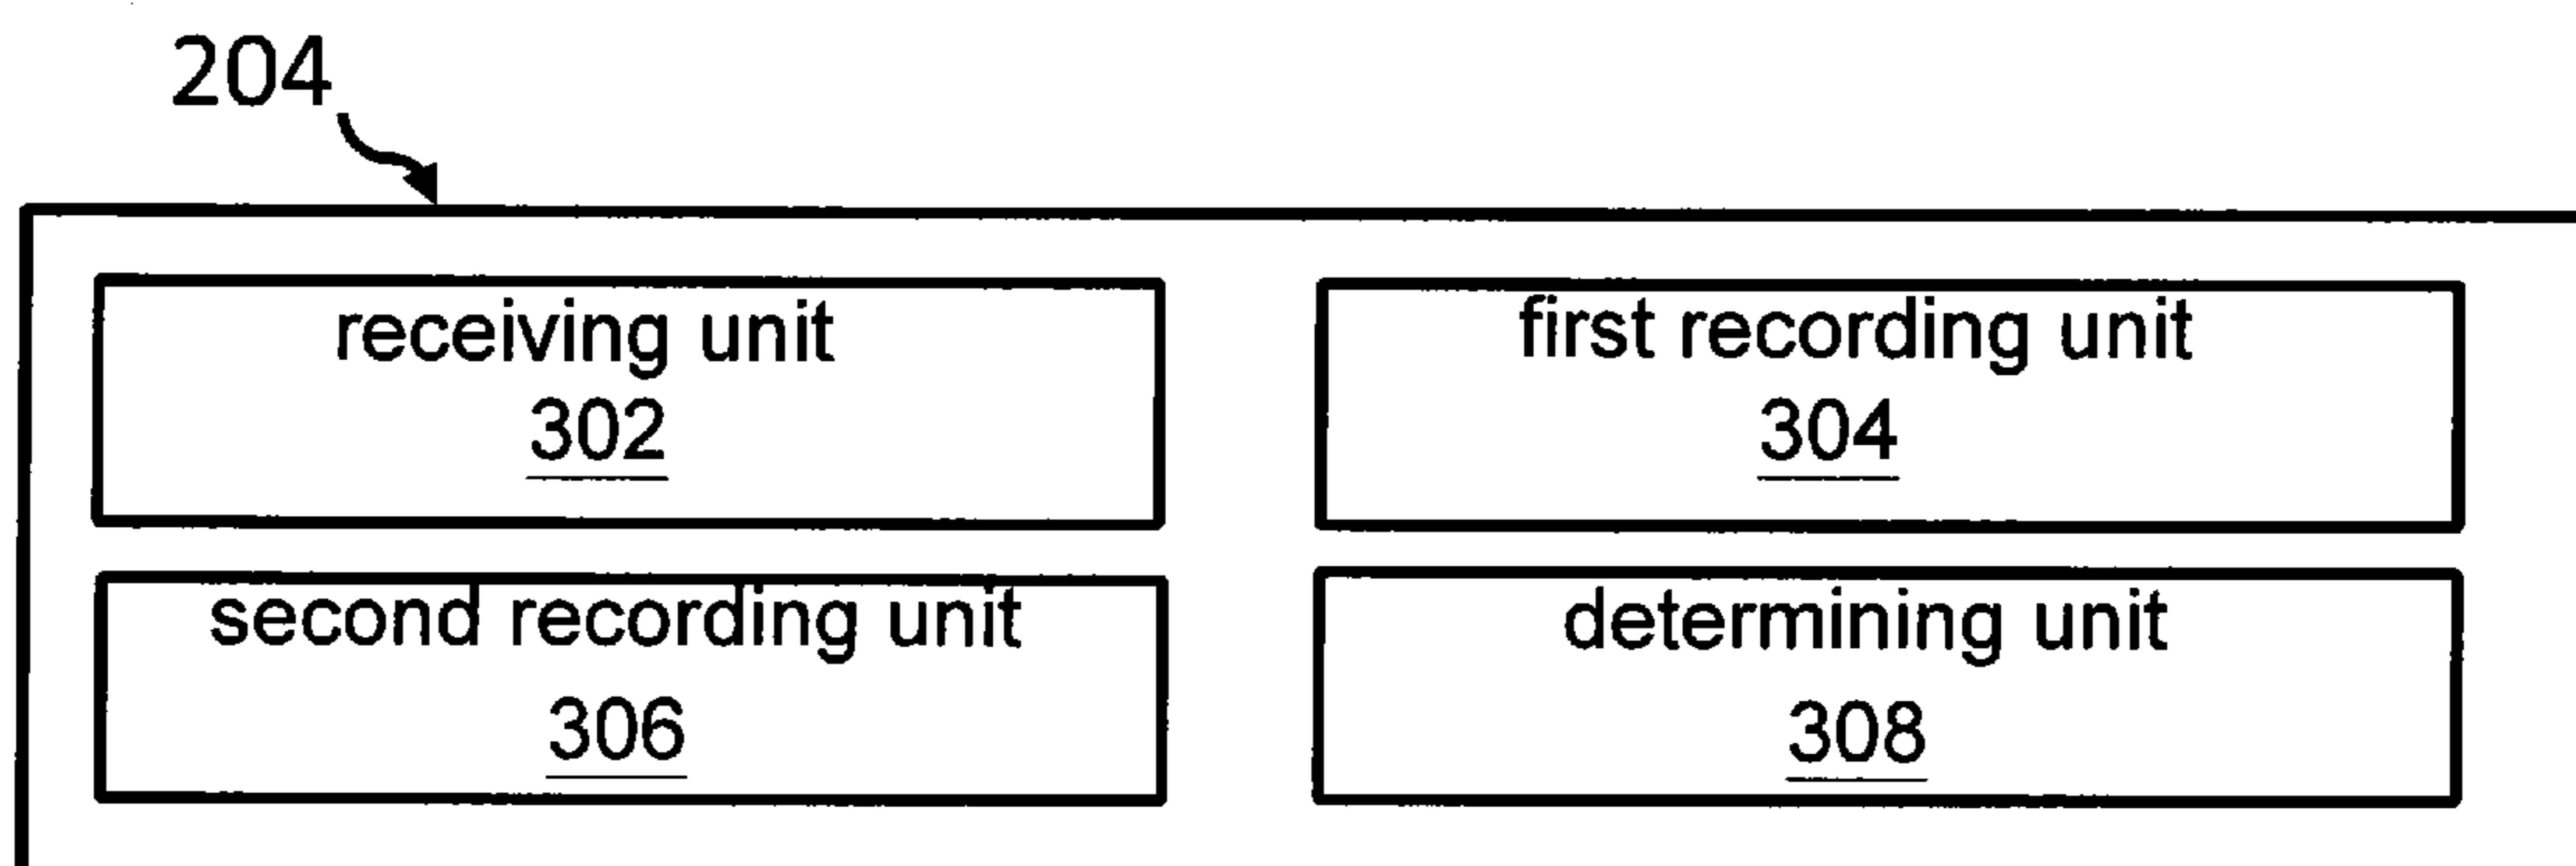 204
receiving unit
302
first recording unit
304
second recording unit
306
determining unit
308